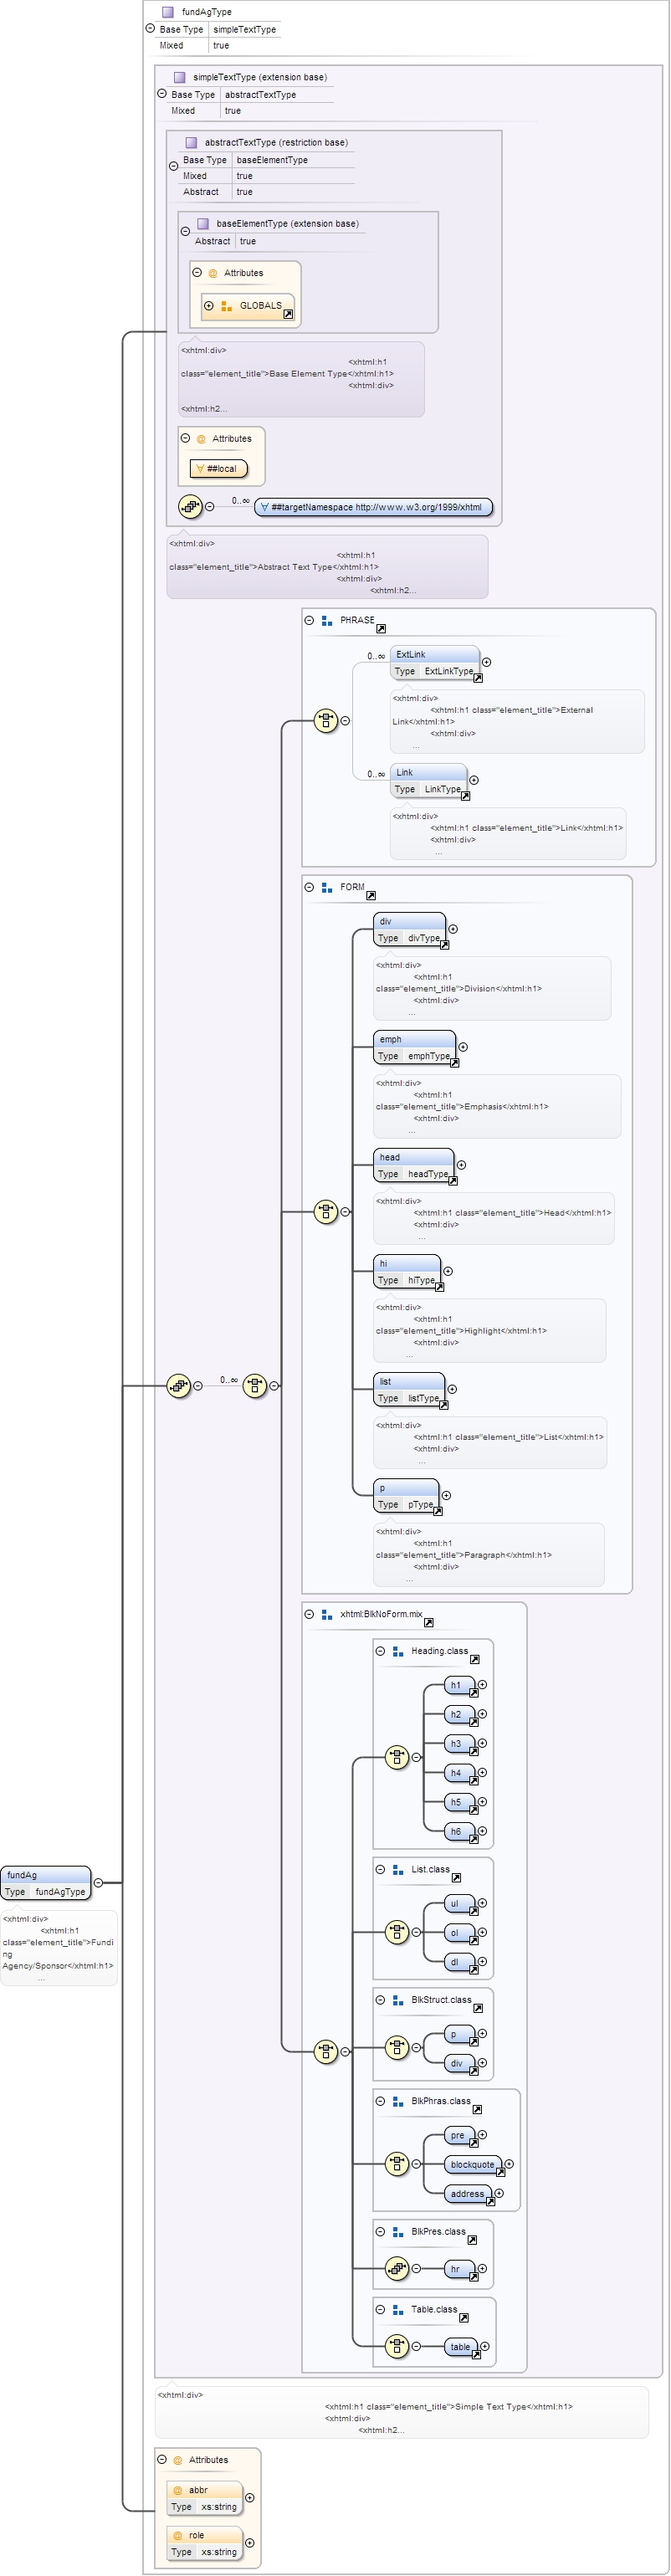 fundAgType
Base Type simpleTextType
Mixed true
simpleTextType (extension base)
Base Type abstractTextType
Mixed true
abstractTextType (restriction base)
Base Type baseElementType
Mixed true
Abstract true
baseElementType (extension base)
Abstract true
@ Attributes
GLOBALS
<xhtml:div>
<xhtml:h1
class="element_title">Base Element Type</xhtml:h1>
<xhtml:div>
<xhtml:h2...
@ Attributes
∀ ##local
0..∞ ∀ ##targetNamespace http://www.w3.org/1999/xhtml
<xhtml:div>
<xhtml:h1
class="element_title">Abstract Text Type</xhtml:h1>
<xhtml:div>
<xhtml:h2...
PHRASE
0..∞ ExtLink
Type ExtLinkType
<xhtml:div>
<xhtml:h1 class="element_title">External
Link</xhtml:h1>
<xhtml:div>
...
0..∞ Link
Type LinkType
<xhtml:div>
<xhtml:h1 class="element_title">Link</xhtml:h1>
<xhtml:div>
...
FORM
div
Type divType
<xhtml:div>
<xhtml:h1
class="element_title">Division</xhtml:h1>
<xhtml:div>
...
emph
Type emphType
<xhtml:div>
<xhtml:h1
class="element_title">Emphasis</xhtml:h1>
<xhtml:div>
...
head
Type headType
<xhtml:div>
<xhtml:h1 class="element_title">Head</xhtml:h1>
<xhtml:div>
...
hi
Type hiType
<xhtml:div>
<xhtml:h1
class="element_title">Highlight</xhtml:h1>
<xhtml:div>
...
0..∞
list
Type listType
<xhtml:div>
<xhtml:h1 class="element_title">List</xhtml:h1>
<xhtml:div>
...
p
Type pType
<xhtml:div>
<xhtml:h1
class="element_title">Paragraph</xhtml:h1>
<xhtml:div>
...
xhtml:BlkNoForm.mix
Heading.class
h1
h2
h3
h4
h5
h6
List.class
ul
ol
dl
fundAg
Type fundAgType
<xhtml:div>
<xhtml:h1
class="element_title">Fundi
ng
Agency/Sponsor</xhtml:h1>
...
BlkStruct.class
p
div
BlkPhras.class
pre
blockquote
address
BlkPres.class
hr
Table.class
table
<xhtml:div>
<xhtml:h1 class="element_title">Simple Text Type</xhtml:h1>
<xhtml:div>
<xhtml:h2...
@ Attributes
@ abbr
Type xs:string
@ role
Type xs:string